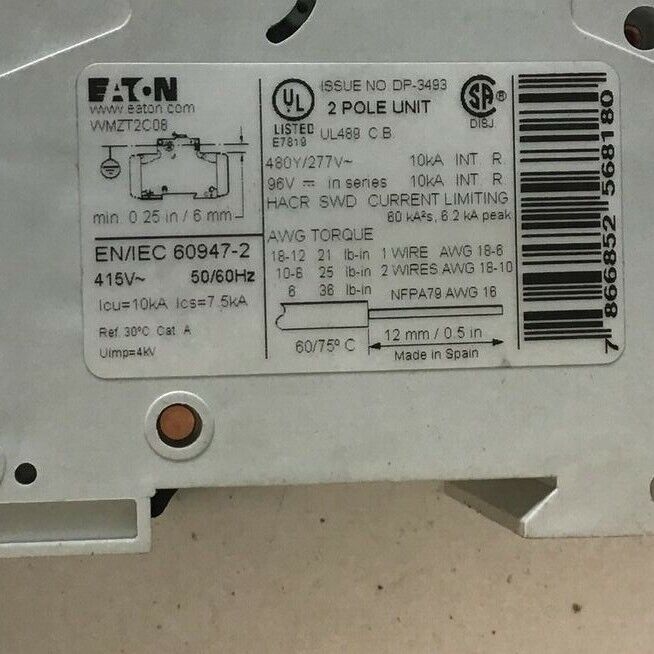 EATON
www.eaton.com
WMZT2C08
min. 0.25 in / 6 mm
EN/IEC 60947-2
415V~ 50/60Hz
Icu=10kA Ics=7.5kA
Ref. 30°C Cat. A
Uimp=4kV
UL
LISTED
E7819
ISSUE NO DP-3493
2 POLE UNIT
UL489 C.B.
SA
DISJ
480Y/277V~ 10kA INT. R.
96V in series 10kA INT. R.
HACR SWD CURRENT LIMITING
60 kA²s, 6.2 kA peak
AWG TORQUE
18-12 21 lb-in 1 WIRE AWG 18-6
10-8 25 lb-in 2 WIRES AWG 18-10
6 36 lb-in NFPA79 AWG 16
60/75° C
12 mm / 0.5 in
Made in Spain
7 866852 568180